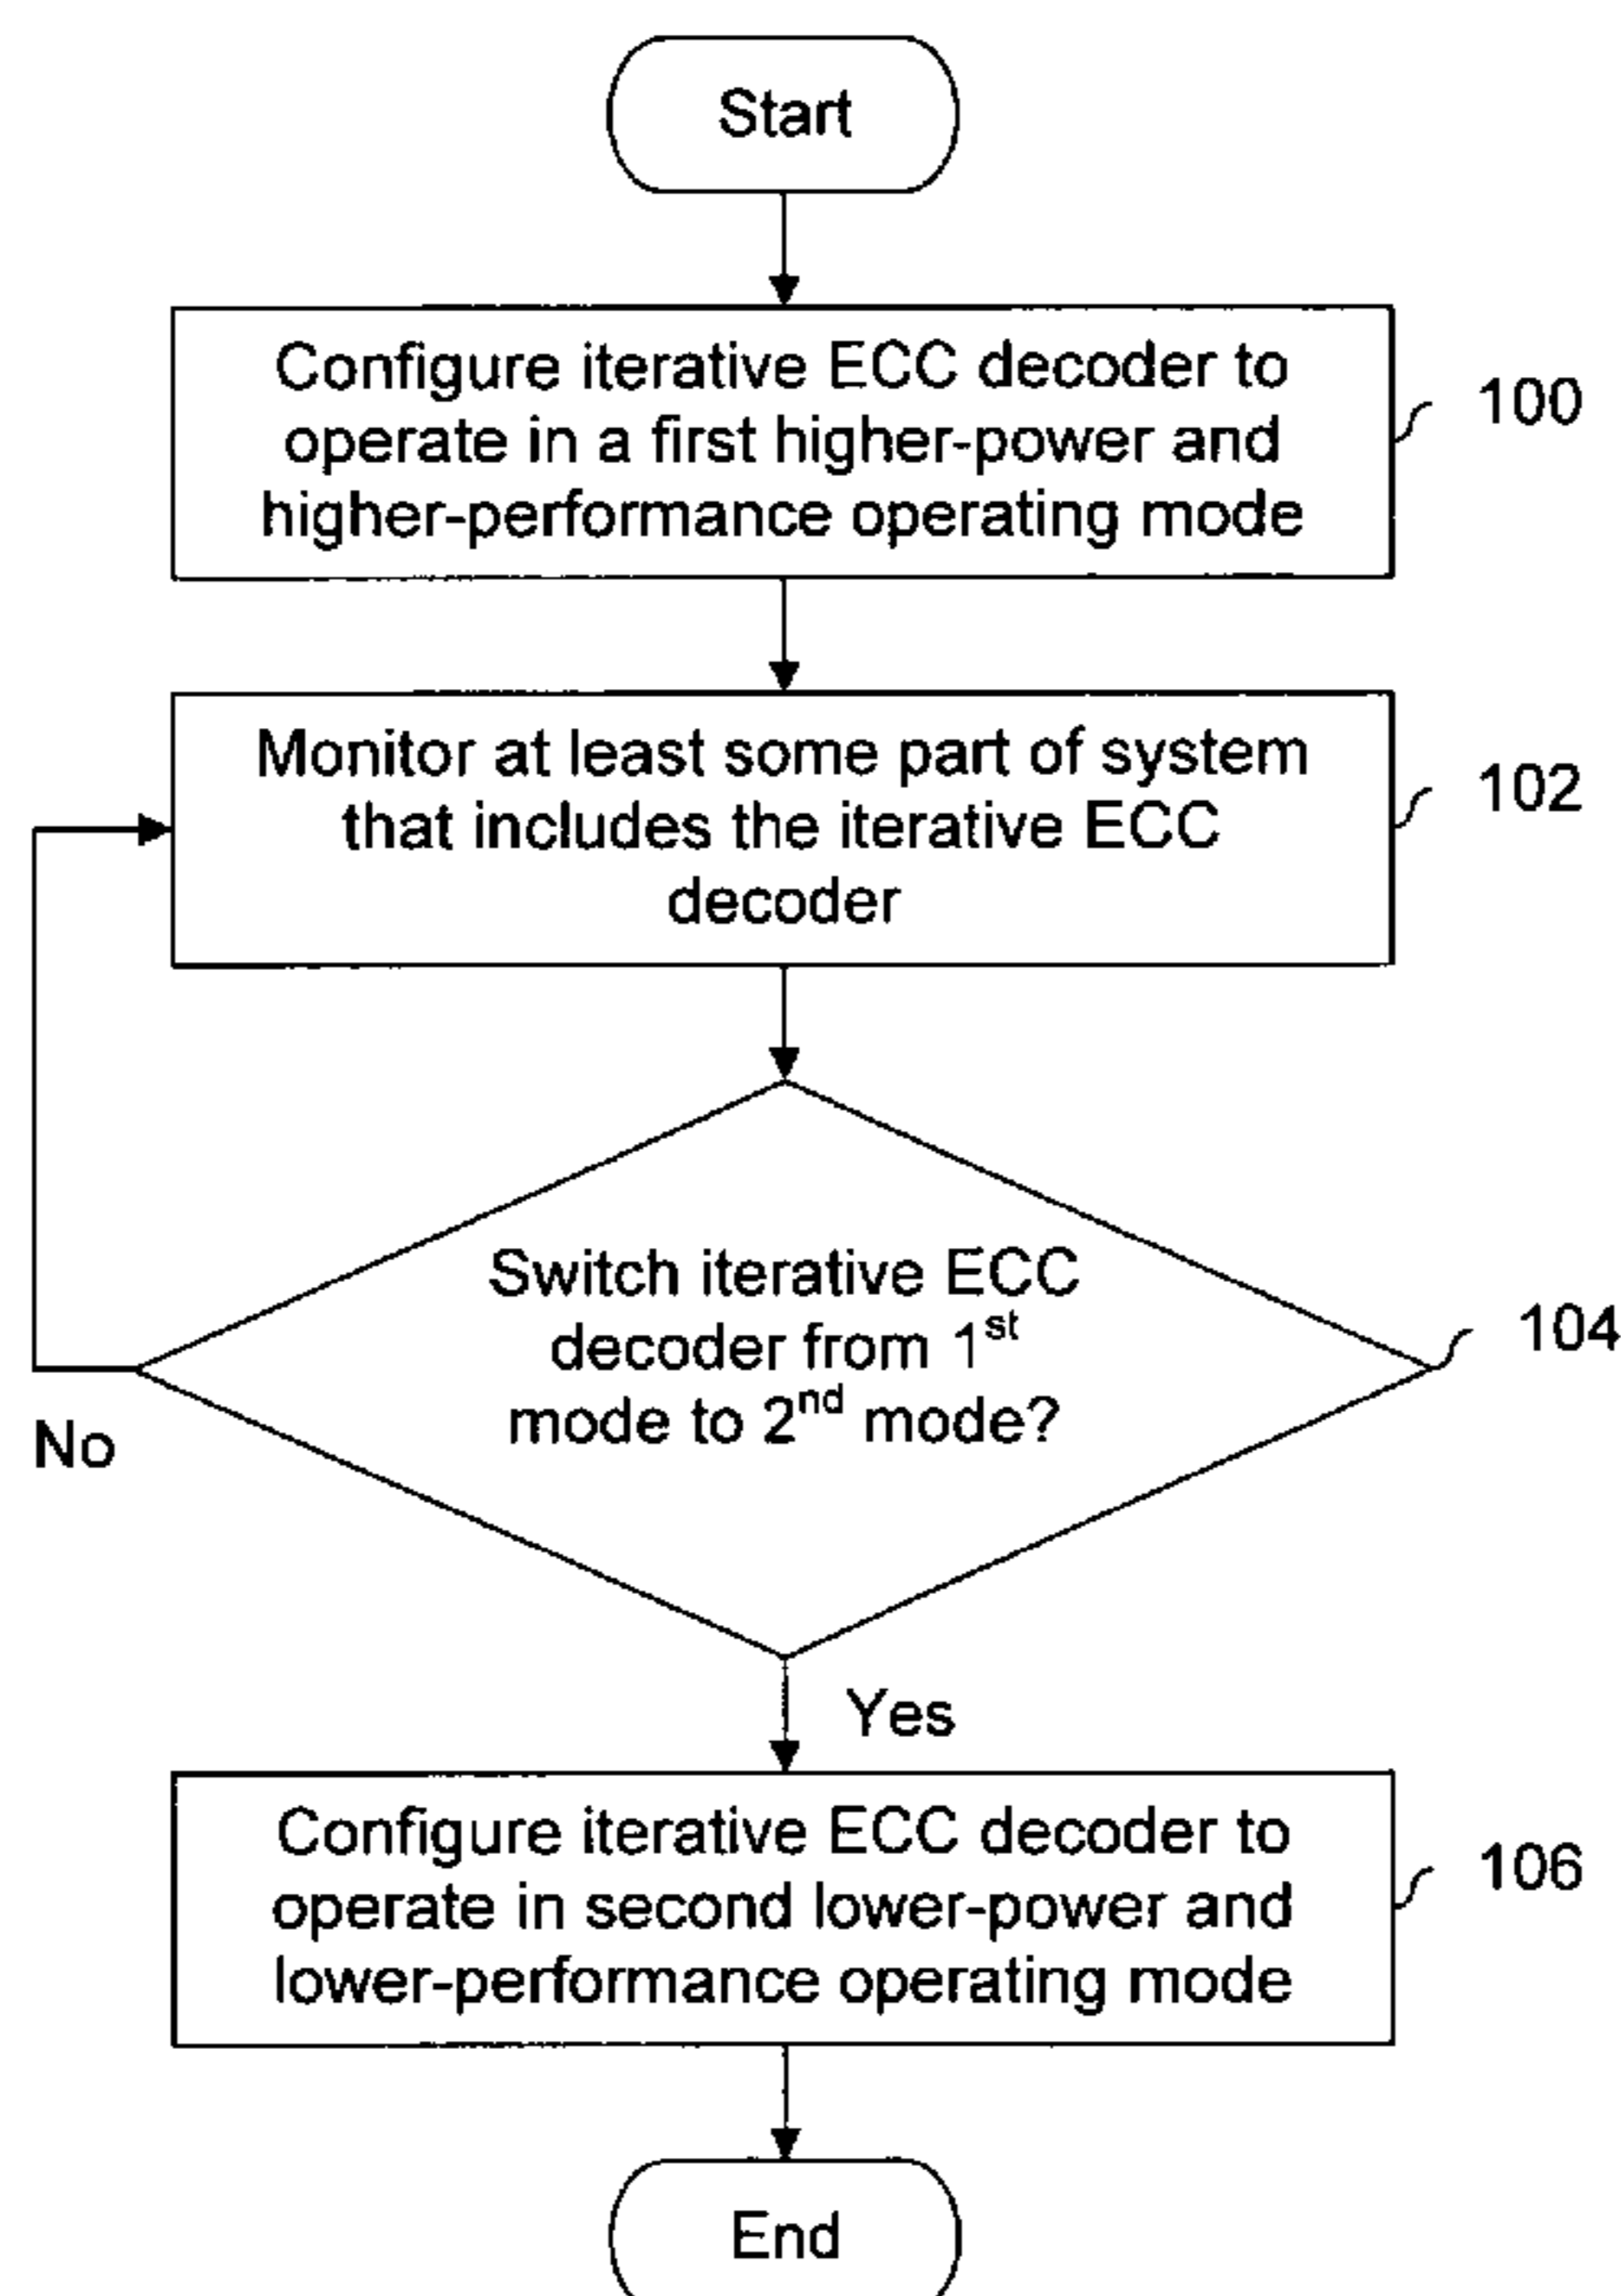 Start
Configure iterative ECC decoder to
operate in a first higher-power and
higher-performance operating mode
100
Monitor at least some part of system
that includes the iterative ECC
decoder
102
Switch iterative ECC
decoder from 1st
mode to 2nd mode?
104
No
Yes
Configure iterative ECC decoder to
operate in second lower-power and
lower-performance operating mode
106
End